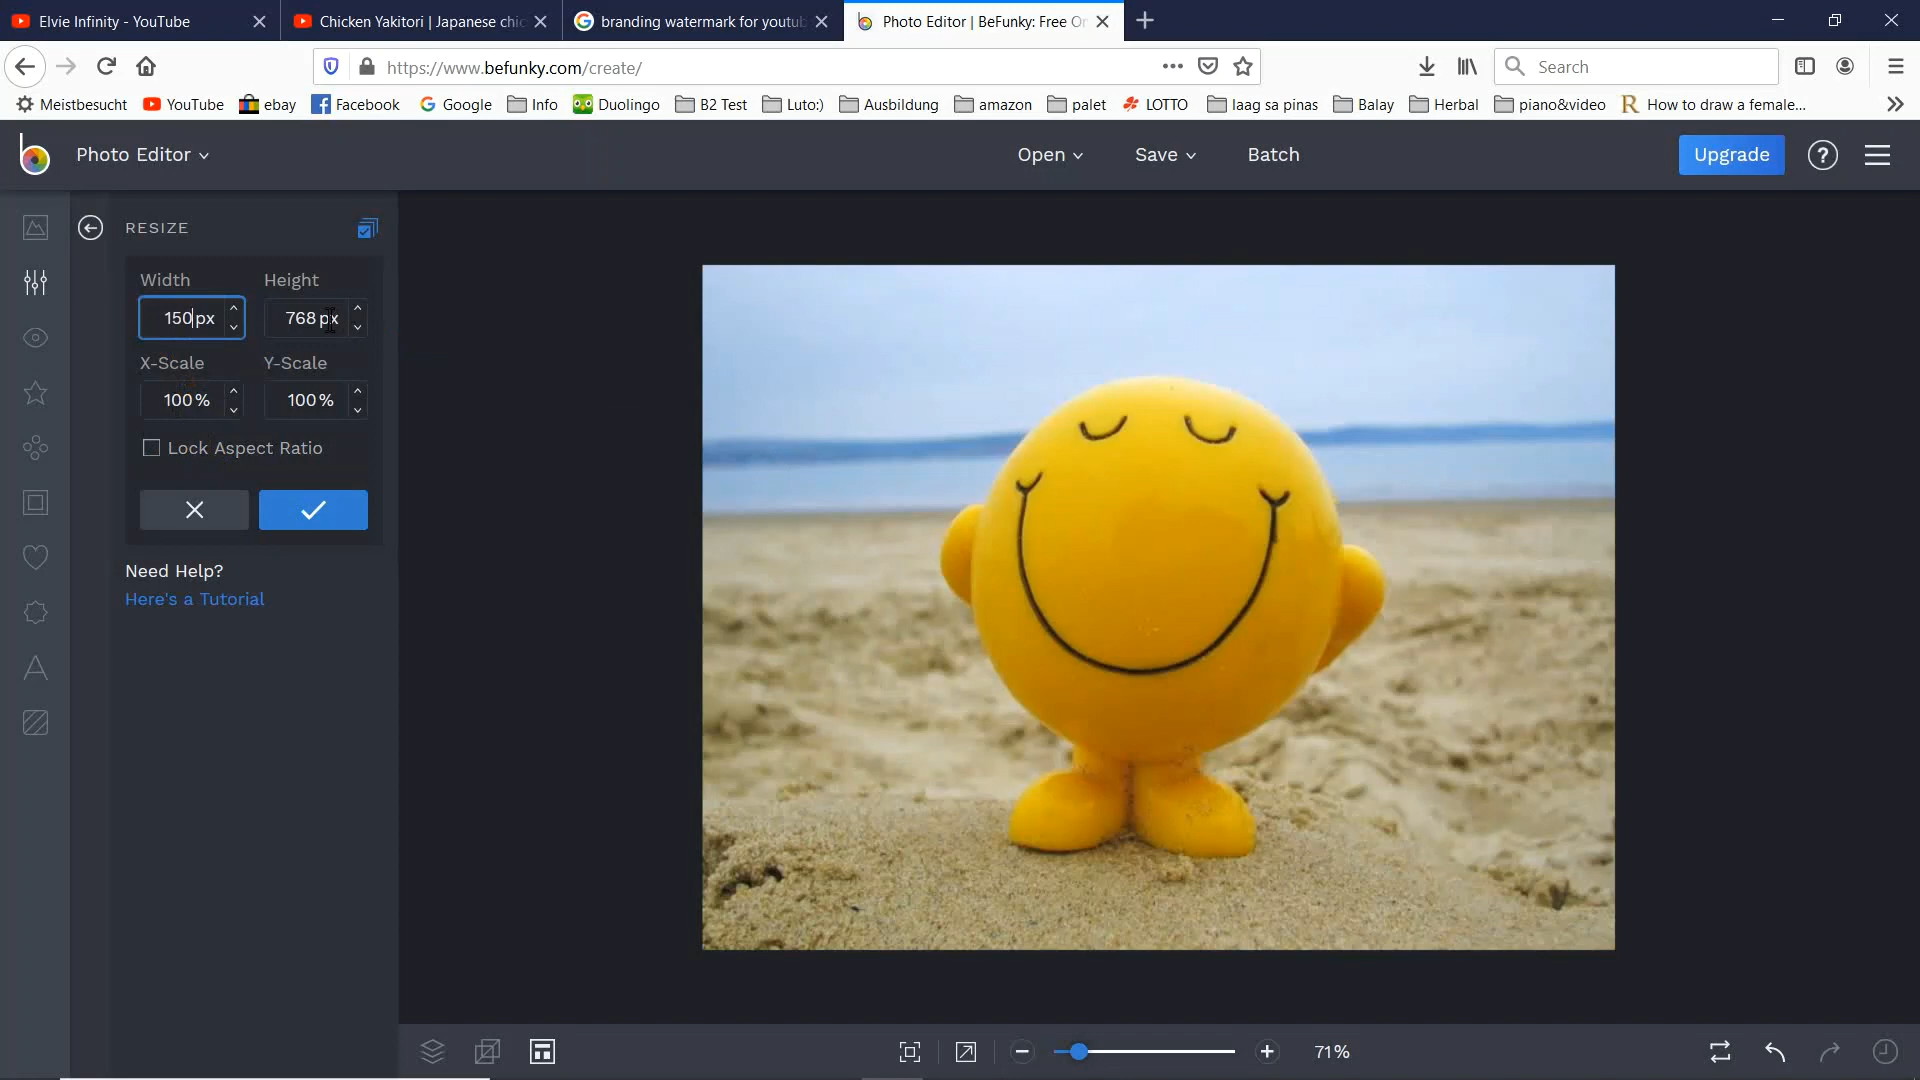 Elvie Infinity - YouTube
Chicken Yakitori | Japanese chic
branding watermark for youtub
Photo Editor | BeFunky: Free On
https://www.befunky.com/create/
Search
Meistbesucht
YouTube
ebay
Facebook
Google
Info
Duolingo
B2 Test
Luto:)
Ausbildung
amazon
palet
LOTTO
laag sa pinas
Balay
Herbal
piano&video
R
How to draw a female...
Photo Editor
Open
Save
Batch
Upgrade
?
RESIZE
Width
Height
150px
768px
X-Scale
Y-Scale
100%
100%
Lock Aspect Ratio
Need Help?
Here's a Tutorial
71%